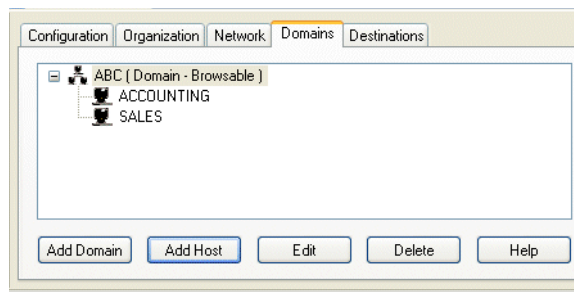 Configuration Organization Network Domains Destinations
ABC ( Domain - Browsable )
ACCOUNTING
SALES
Add Domain Add Host Edit Delete Help